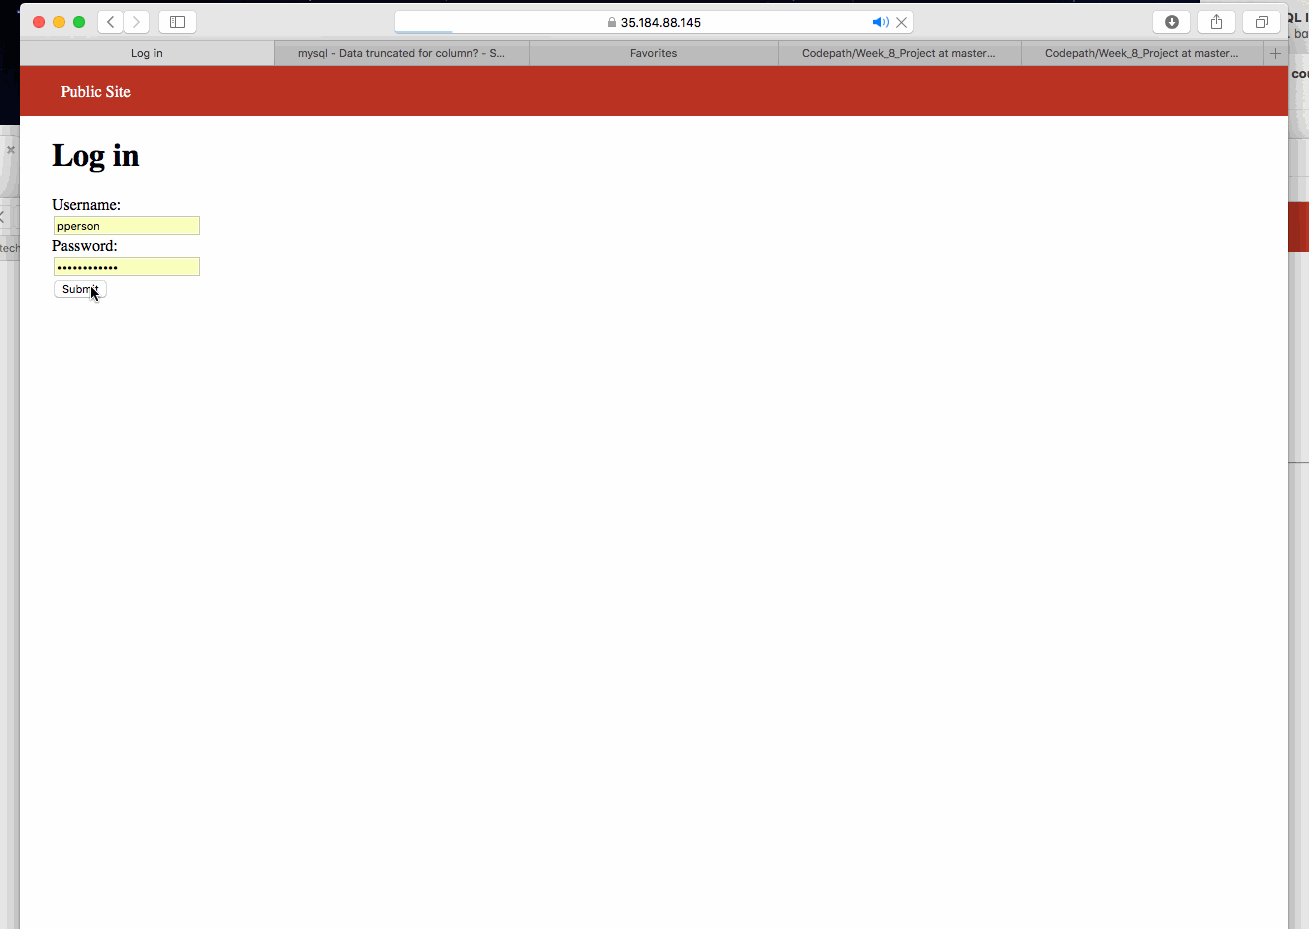 35.184.88.145
Log in
mysql - Data truncated for column? - S...
Favorites
Codepath/Week_8_Project at master...
Codepath/Week_8_Project at master...
Public Site
Log in
Username:
pperson
Password:
••••••••••••
Submit
tech